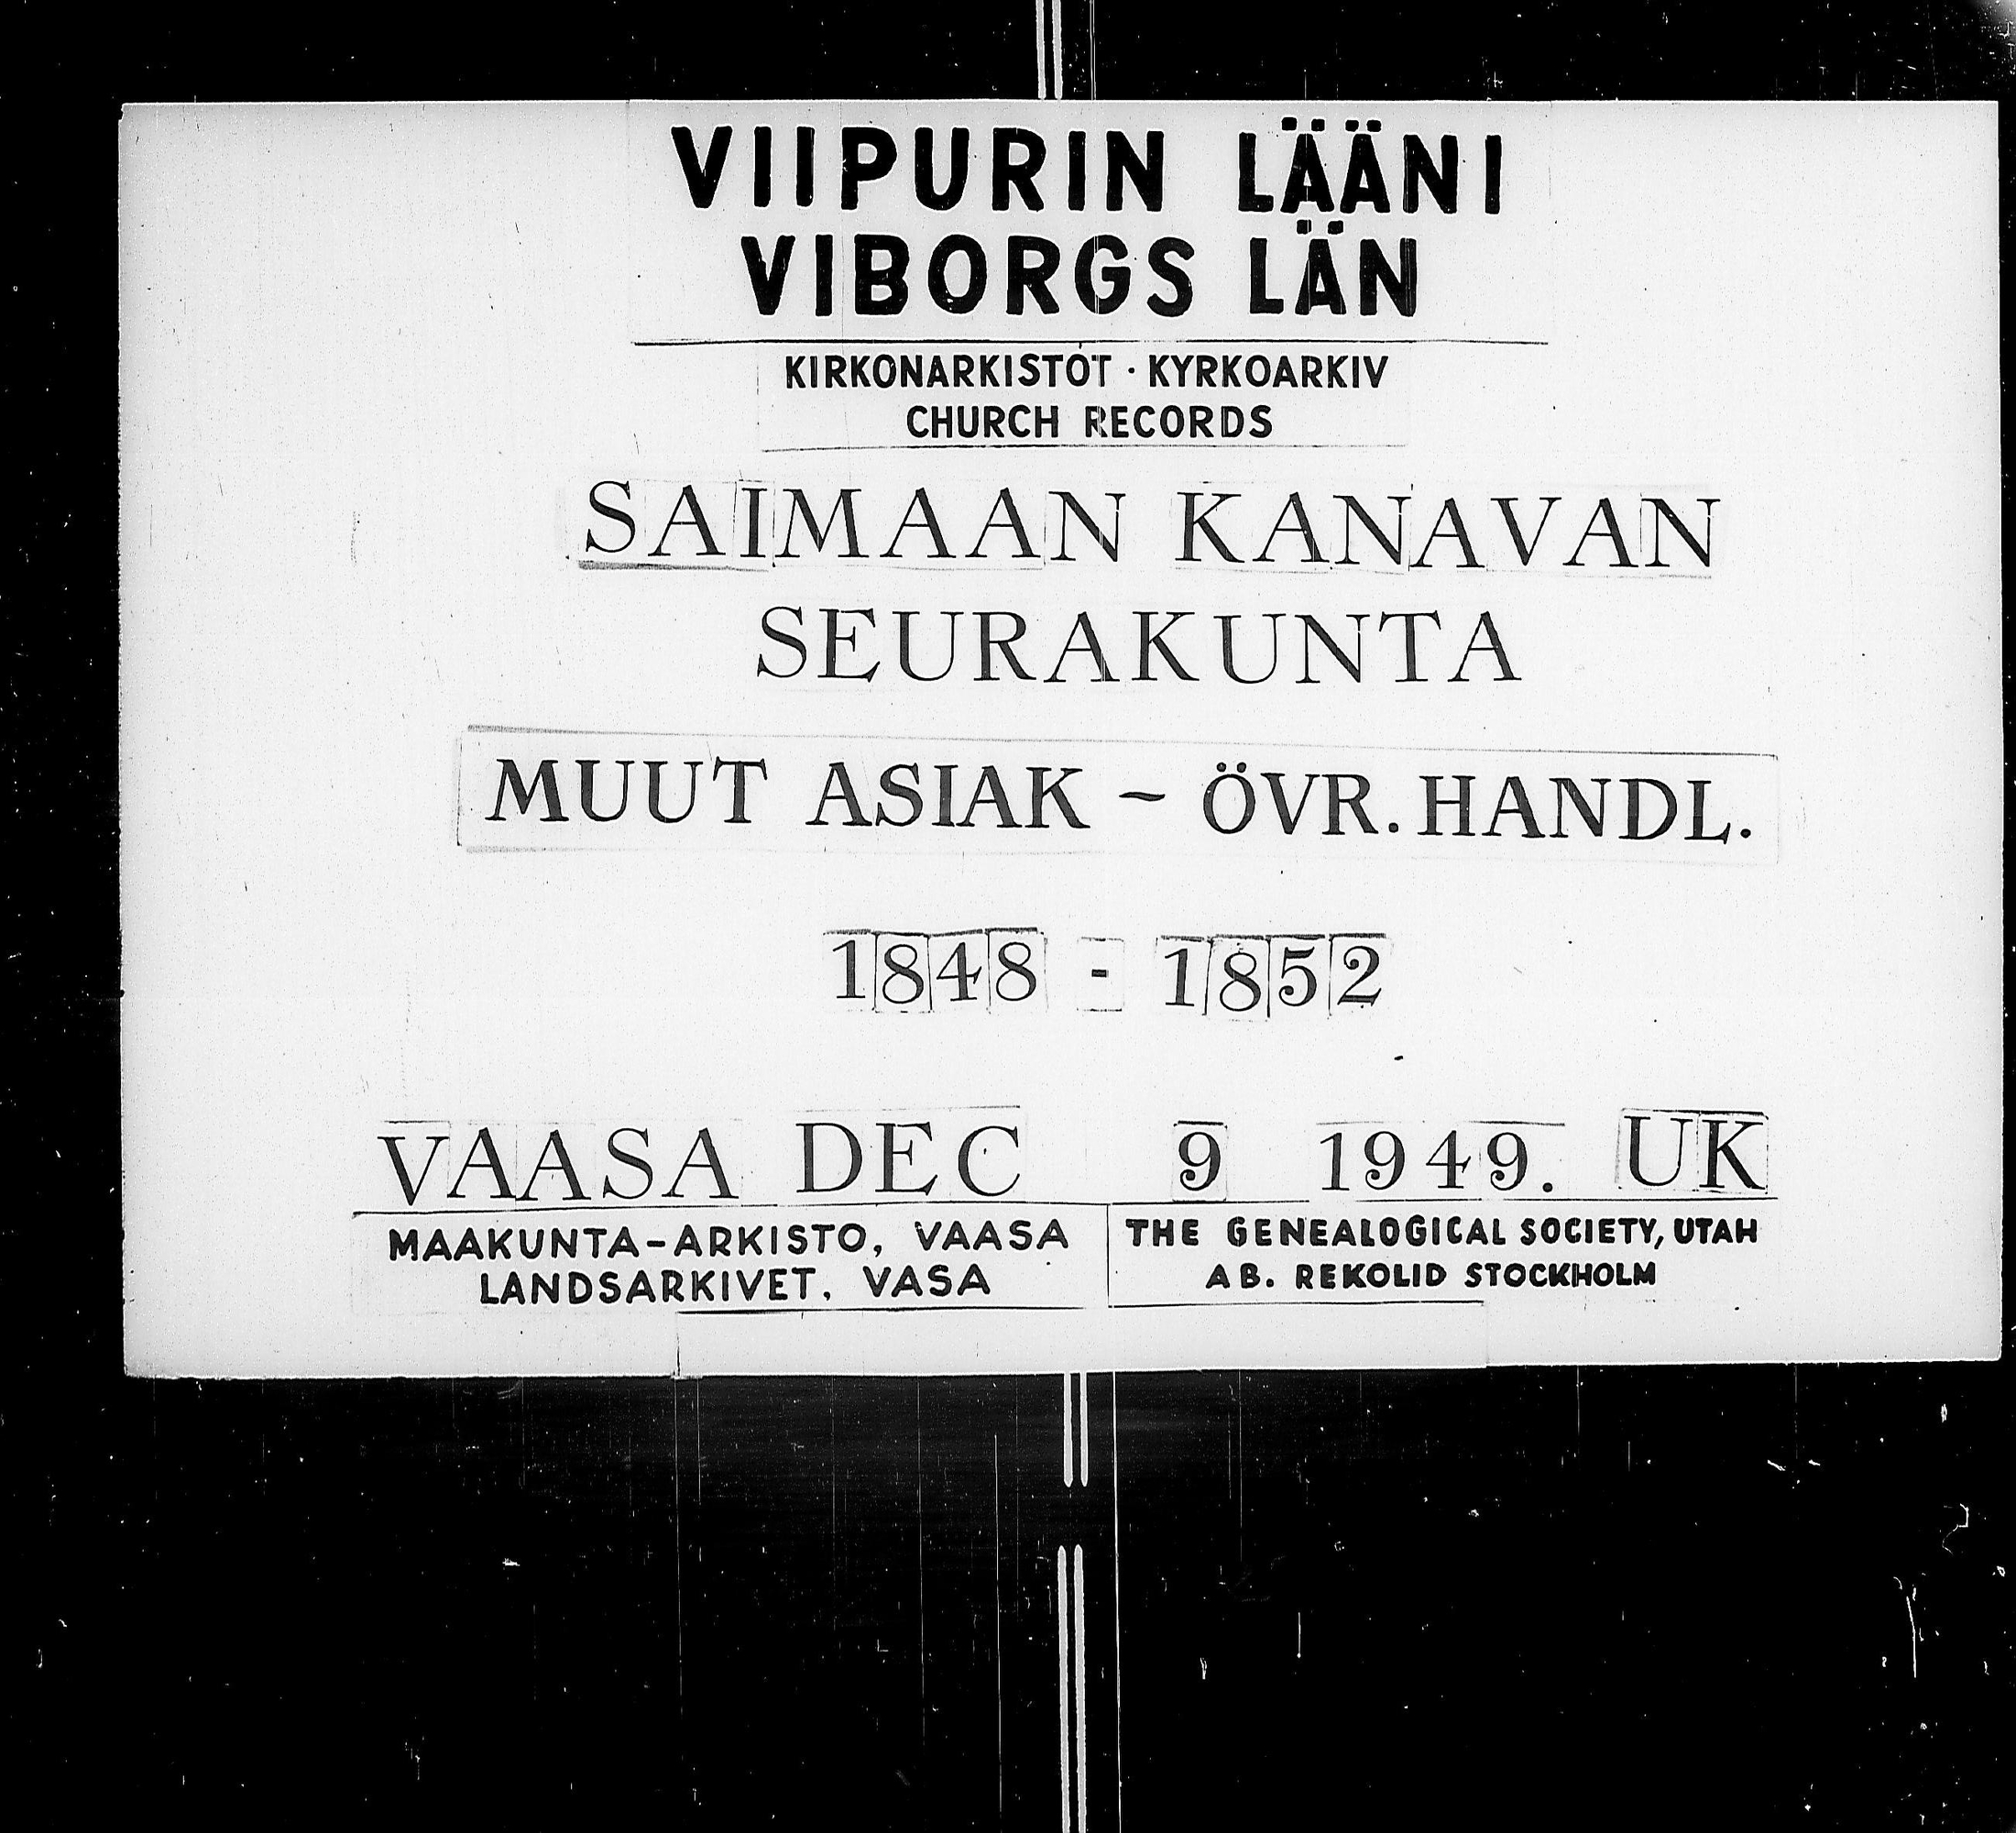 VIIPURIN LÄÄNI
VIBORGS LÄN
KIRKONARKISTOT · KYRKOARKIV
CHURCH RECORDS
SAIMAAN KANAVAN
SEURAKUNTA
MUUT ASIAK ~ ÖVR. HANDL.
1848 - 1852
VAASA DEC 9 1949. UK
MAAKUNTA-ARKISTO, VAASA
LANDSARKIVET, VASA
THE GENEALOGICAL SOCIETY, UTAH
AB. REKOLID STOCKHOLM